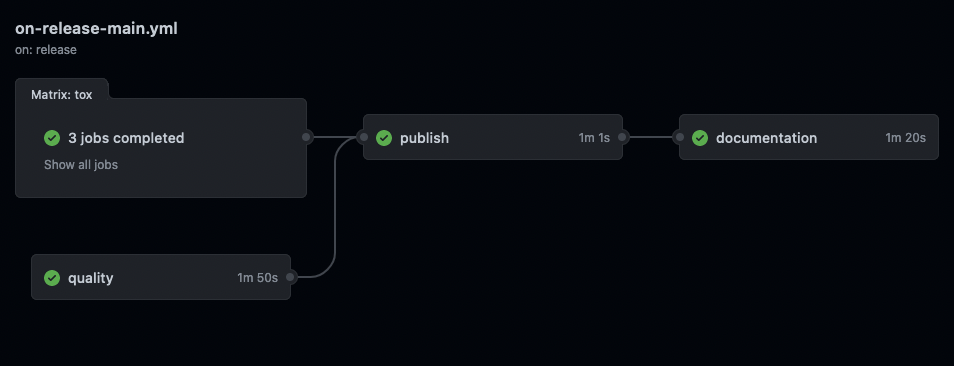 on-release-main.yml
on: release
Matrix: tox
3 jobs completed
Show all jobs
publish 1m 1s
documentation 1m 20s
quality 1m 50s